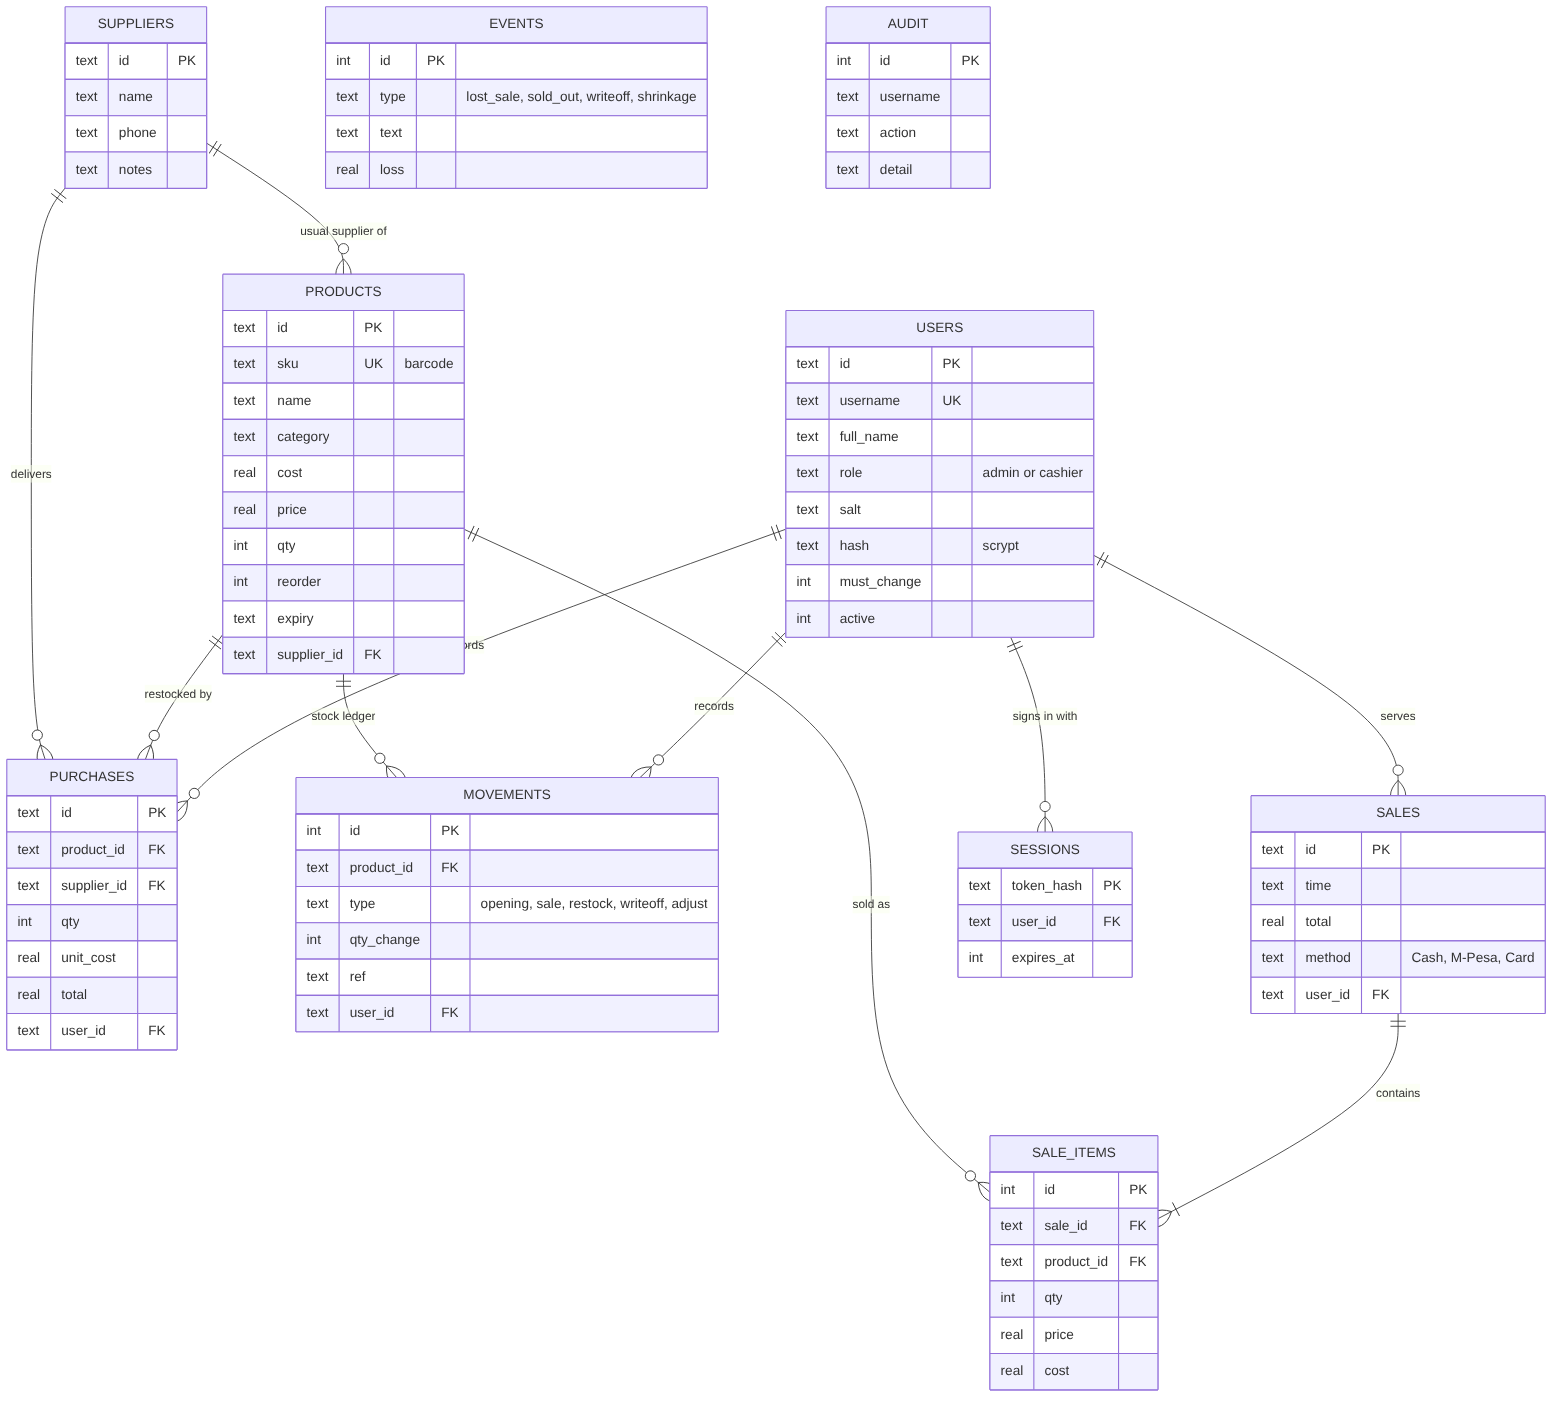 SUPPLIERS
text id PK
text name
text phone
text notes
EVENTS
int id PK
text type lost_sale, sold_out, writeoff, shrinkage
text text
real loss
AUDIT
int id PK
text username
text action
text detail
usual supplier of
PRODUCTS
text id PK
text sku UK barcode
text name
text category
real cost
real price
int qty
int reorder
text expiry
text supplier_id FK
USERS
text id PK
text username UK
text full_name
text role admin or cashier
text salt
text hash scrypt
int must_change
int active
delivers
restocked by
stock ledger
records
signs in with
serves
PURCHASES
text id PK
text product_id FK
text supplier_id FK
int qty
real unit_cost
real total
text user_id FK
MOVEMENTS
int id PK
text product_id FK
text type opening, sale, restock, writeoff, adjust
int qty_change
text ref
text user_id FK
sold as
SESSIONS
text token_hash PK
text user_id FK
int expires_at
SALES
text id PK
text time
real total
text method Cash, M-Pesa, Card
text user_id FK
contains
SALE_ITEMS
int id PK
text sale_id FK
text product_id FK
int qty
real price
real cost